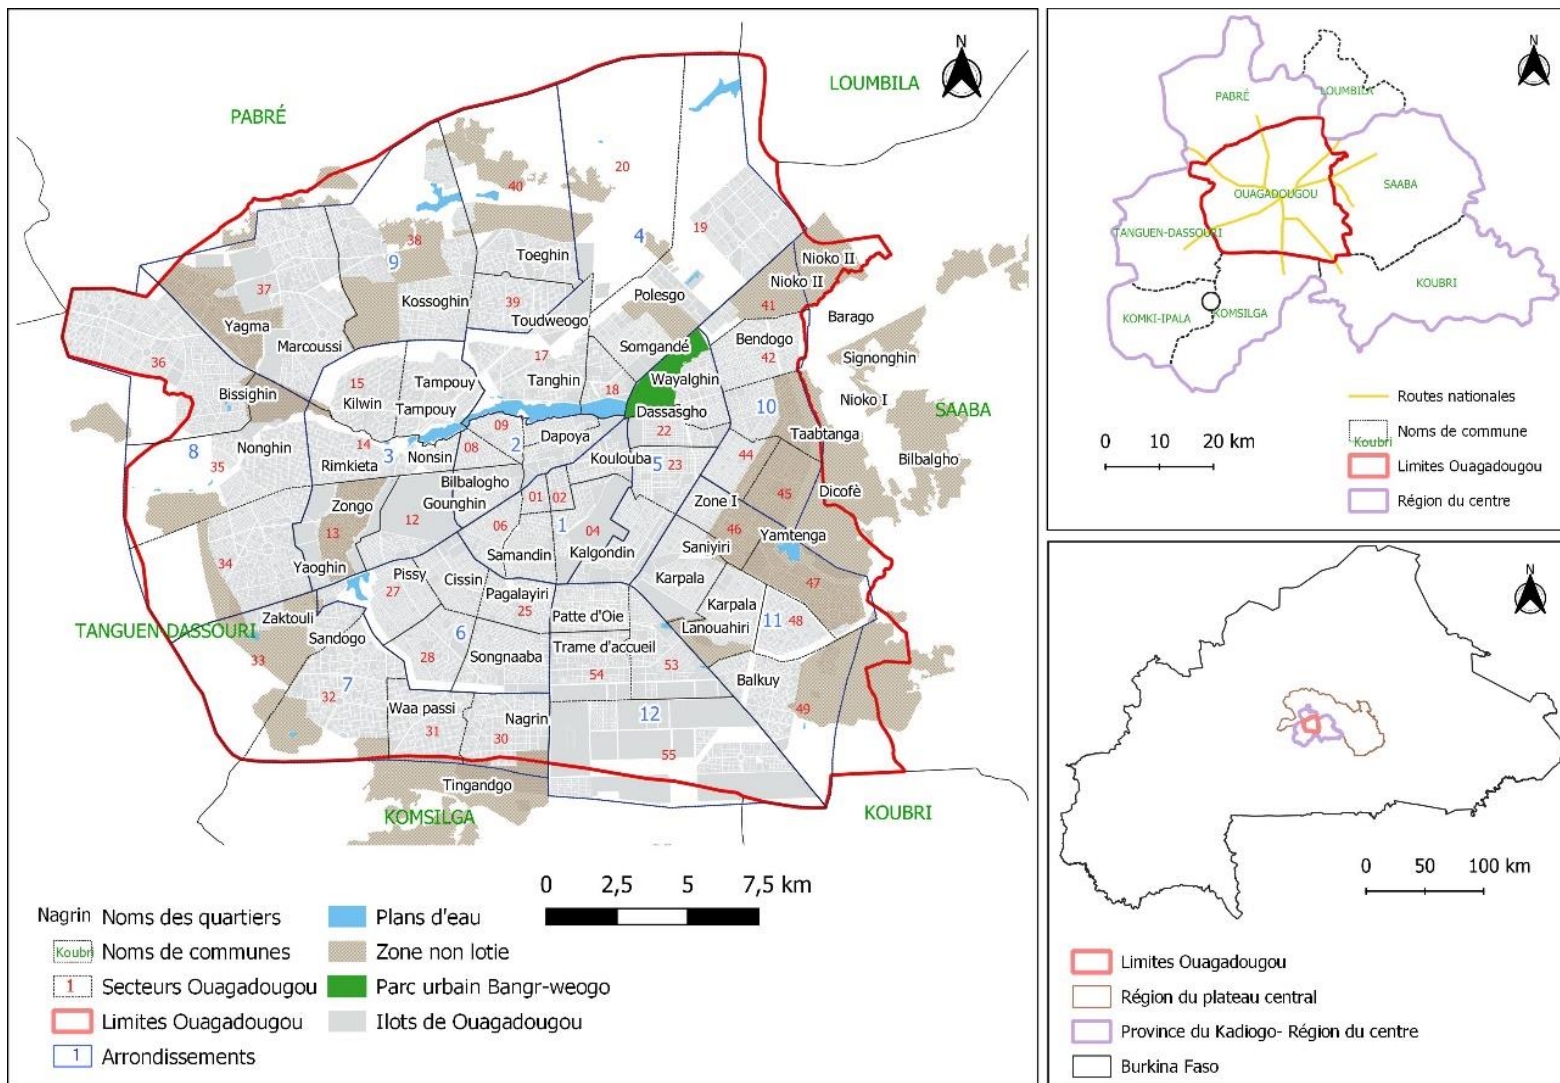 N
LOUMBILA
PABRÉ
20
40
19
38
4
9
Toeghin
Nioko II
37
Nioko II
Polesgo
Kossoghin
39
41
Barago
Toudweogo
Yagma
Marcoussi
Somgandé
Bendogo
17
42
Signonghin
36
15
Tampouy
Tanghin
18
Wayalghin
Bissighin
Kilwin
Tampouy
Nioko I
SAABA
Dassasgho
10
09
22
Taabtanga
Dapoya
2
14
Nonghin
8
3
Nonsin
08
Rimkieta
35
Koulouba
5
23
44
Bilbalgho
Bilbalogho
45
Dicofè
01
02
Zone I
Zongo
Gounghin
12
06
1
04
46
13
Yamtenga
Samandin
Kalgondin
Saniyiri
34
Yaoghin
Pissy
Cissin
Karpala
47
27
Pagalayiri
25
Karpala
Zaktouli
Patte d'Oie
48
11
TANGUEN DASSOURI
Sandogo
6
Lanouahiri
Trame d'accueil
33
28
Songnaaba
53
54
Balkuy
7
32
Waa passi
49
Nagrin
12
31
30
55
Tingandgo
KOMSILGA
KOUBRI
0 2,5 5 7,5 km
Nagrin Noms des quartiers
Koubri Noms de communes
1 Secteurs Ouagadougou
Limites Ouagadougou
1 Arrondissements
Plans d'eau
Zone non lotie
Parc urbain Bangr-weogo
Ilots de Ouagadougou
N
PABRÉ
LOUMBILA
OUAGADOUGOU
SAABA
TANGUEN-DASSOURI
KOUBRI
KOMKI-IPALA
KOMSILGA
0 10 20 km
Routes nationales
Noms de commune
Koubri
Limites Ouagadougou
Région du centre
N
0 50 100 km
Limites Ouagadougou
Région du plateau central
Province du Kadiogo- Région du centre
Burkina Faso